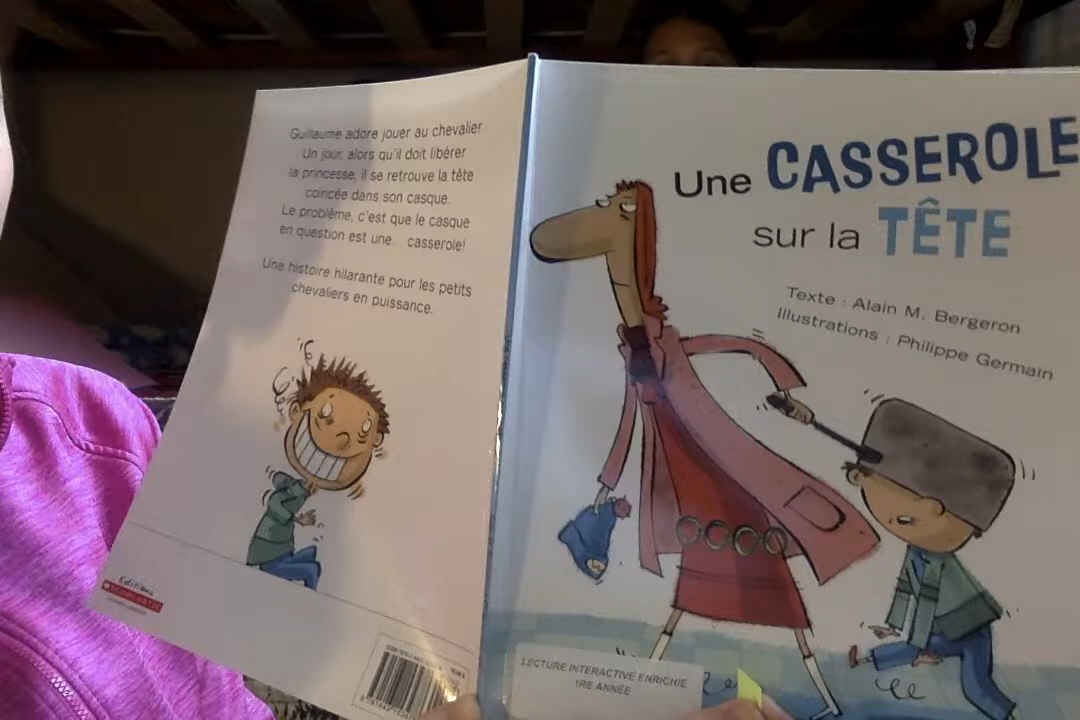 Guillaume adore jouer au chevalier
Un jour, alors qu'il doit libérer
la princesse, il se retrouve la tête
coincée dans son casque.
Le problème, c'est que le casque
en question est une... casserole!
Une histoire hilarante pour les petits
chevaliers en puissance.
Éditions
Une CASSEROLE
sur la TÊTE
Texte : Alain M. Bergeron
Illustrations : Philippe Germain
LECTURE INTERACTIVE ENRICHIE
1RE ANNÉE